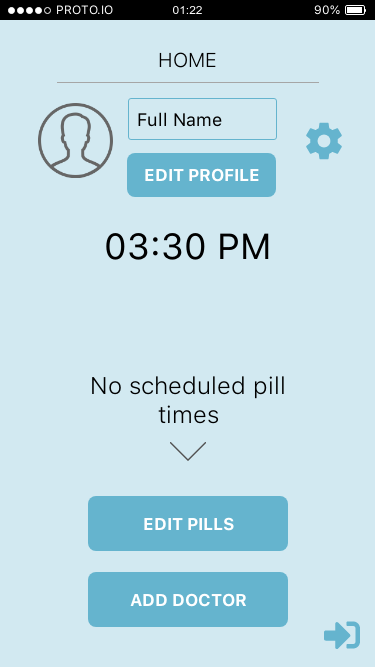 PROTO.IO 01:22 90%
HOME
Full Name
EDIT PROFILE
03:30 PM
No scheduled pill
times
EDIT PILLS
ADD DOCTOR